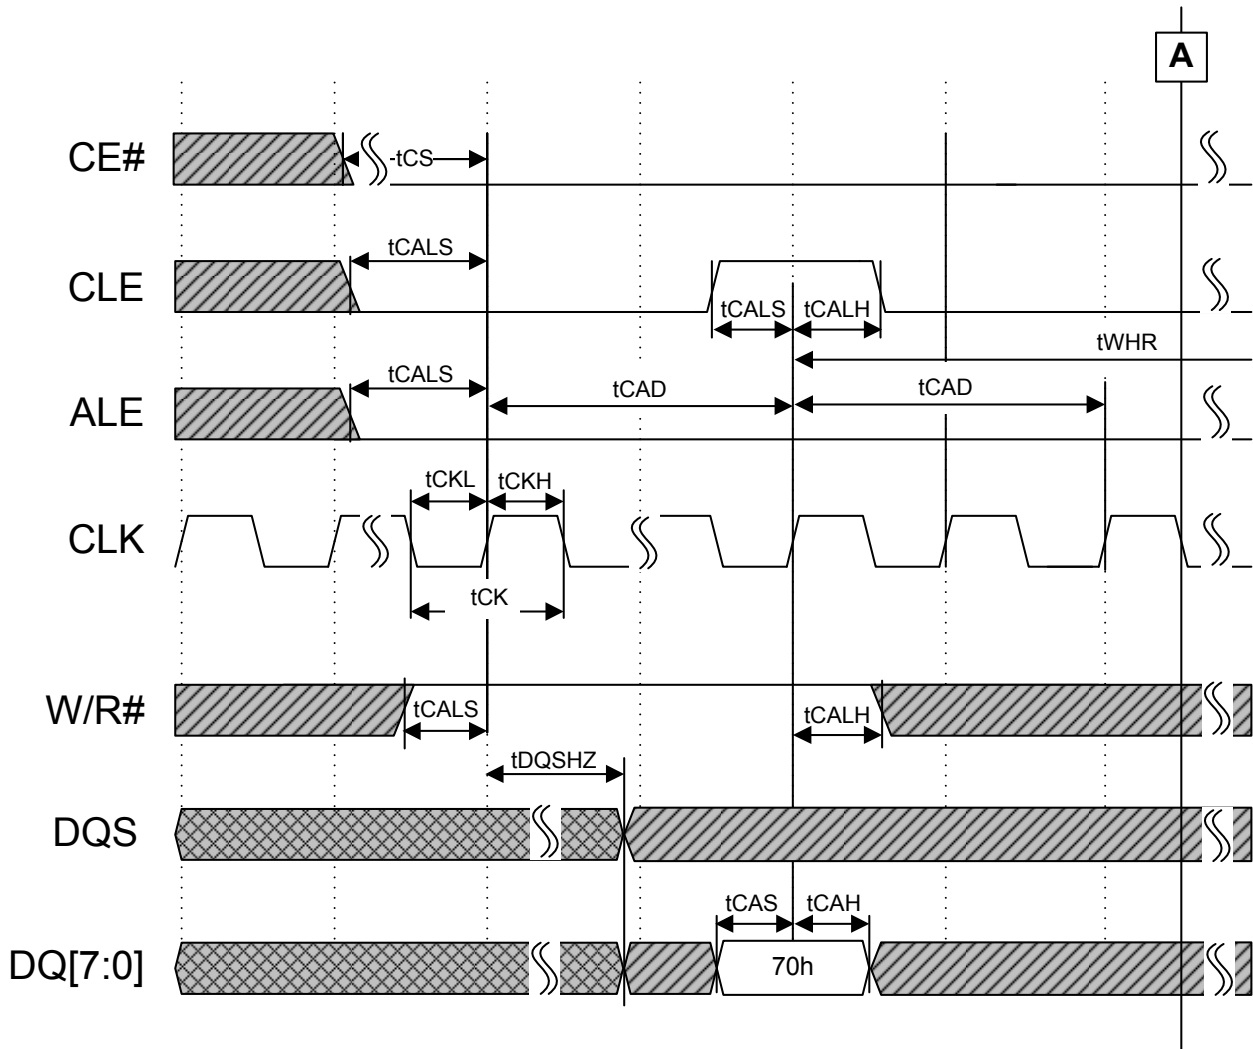 A
CE#
tCS
tCALS
CLE
tCALS tCALH
tWHR
tCALS
tCAD tCAD
ALE
tCKL tCKH
CLK
tCK
W/R#
tCALS tCALH
tDQSHZ
DQS
tCAS tCAH
DQ[7:0] 70h